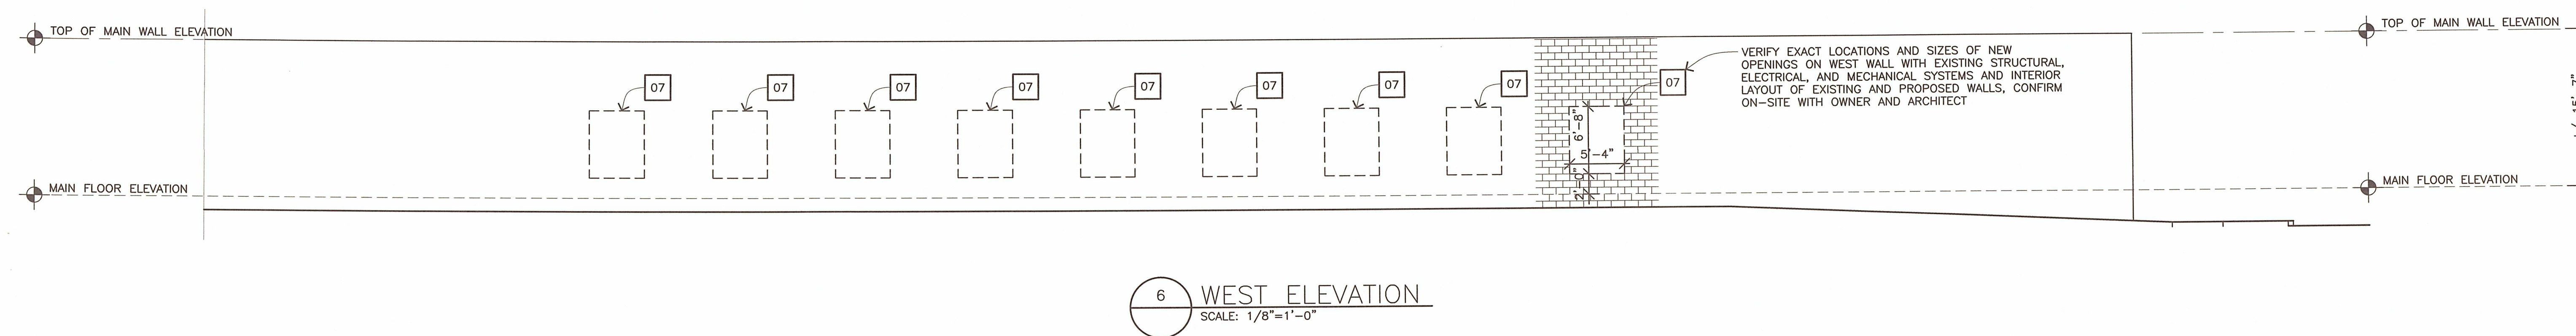 TOP OF MAIN WALL ELEVATION
TOP OF MAIN WALL ELEVATION
07
07
07
07
07
07
07
07
07
VERIFY EXACT LOCATIONS AND SIZES OF NEW
OPENINGS ON WEST WALL WITH EXISTING STRUCTURAL,
ELECTRICAL, AND MECHANICAL SYSTEMS AND INTERIOR
LAYOUT OF EXISTING AND PROPOSED WALLS, CONFIRM
ON-SITE WITH OWNER AND ARCHITECT
6'-8"
5'-4"
2'-0"
MAIN FLOOR ELEVATION
MAIN FLOOR ELEVATION
6
WEST ELEVATION
SCALE: 1/8"=1'-0"